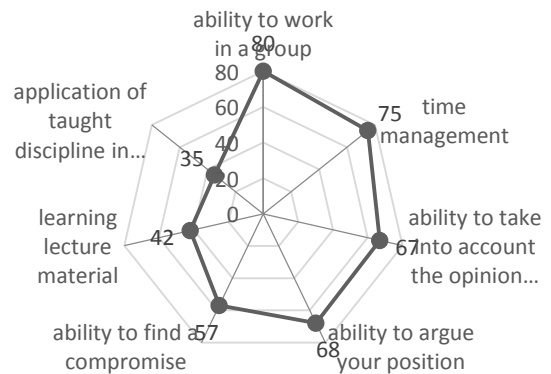 ability to work
in a group
80
80
60
40
20
0
75
time
management
ability to take
into account
the opinion...
67
ability to argue
your position
68
ability to find a
compromise
57
learning
lecture
material
42
application of
taught
discipline in...
35